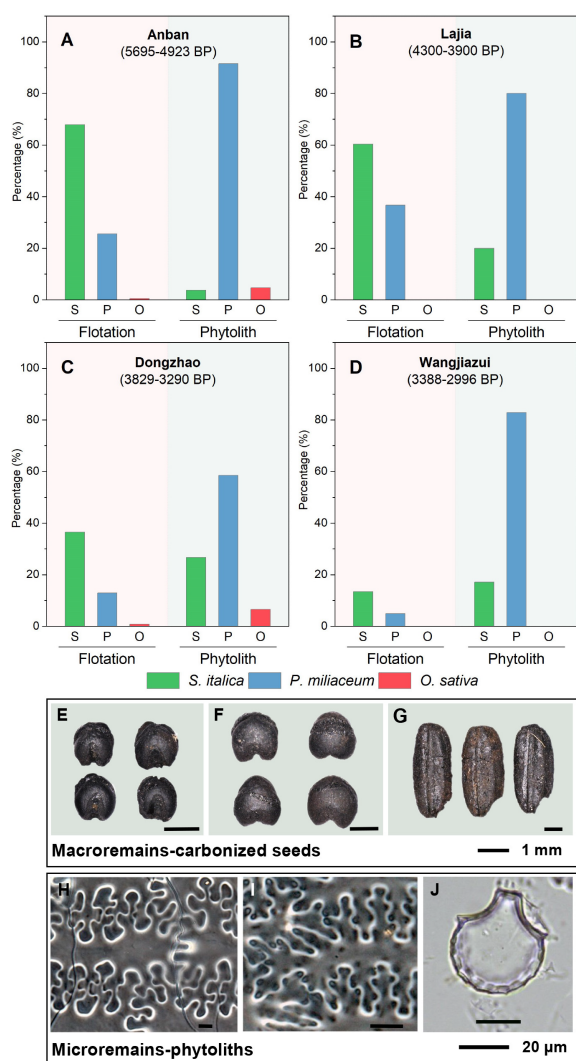 A
Anban
(5695-4923 BP)
Percentage (%)
100
80
60
40
20
0
S P O S P O
Flotation Phytolith
B
Lajia
(4300-3900 BP)
Percentage (%)
100
80
60
40
20
0
S P O S P O
Flotation Phytolith
C
Dongzhao
(3829-3290 BP)
Percentage (%)
100
80
60
40
20
0
S P O S P O
Flotation Phytolith
D
Wangjiazui
(3388-2996 BP)
Percentage (%)
100
80
60
40
20
0
S P O S P O
Flotation Phytolith
S. italica P. miliaceum O. sativa
E F G
Macroremains-carbonized seeds 1 mm
H I J
Microremains-phytoliths 20 µm